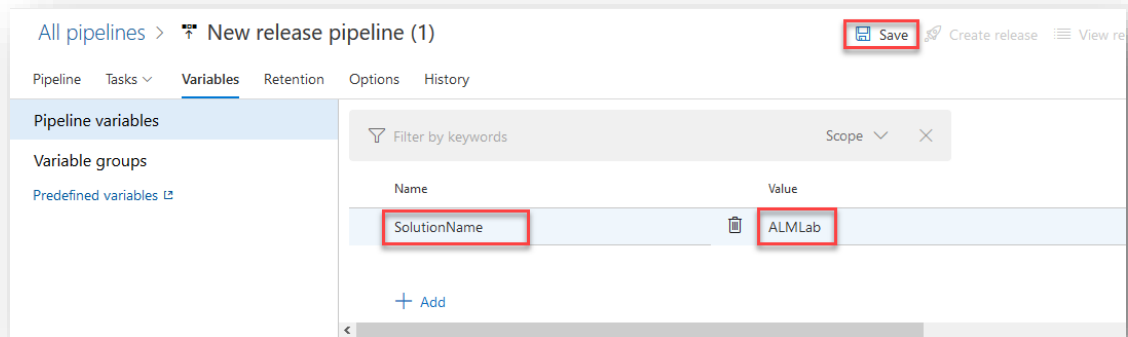 All pipelines > New release pipeline (1)
Save Create release View re
Pipeline Tasks Variables Retention Options History
Pipeline variables
Variable groups
Predefined variables
Filter by keywords Scope
Name Value
SolutionName ALMLab
+ Add